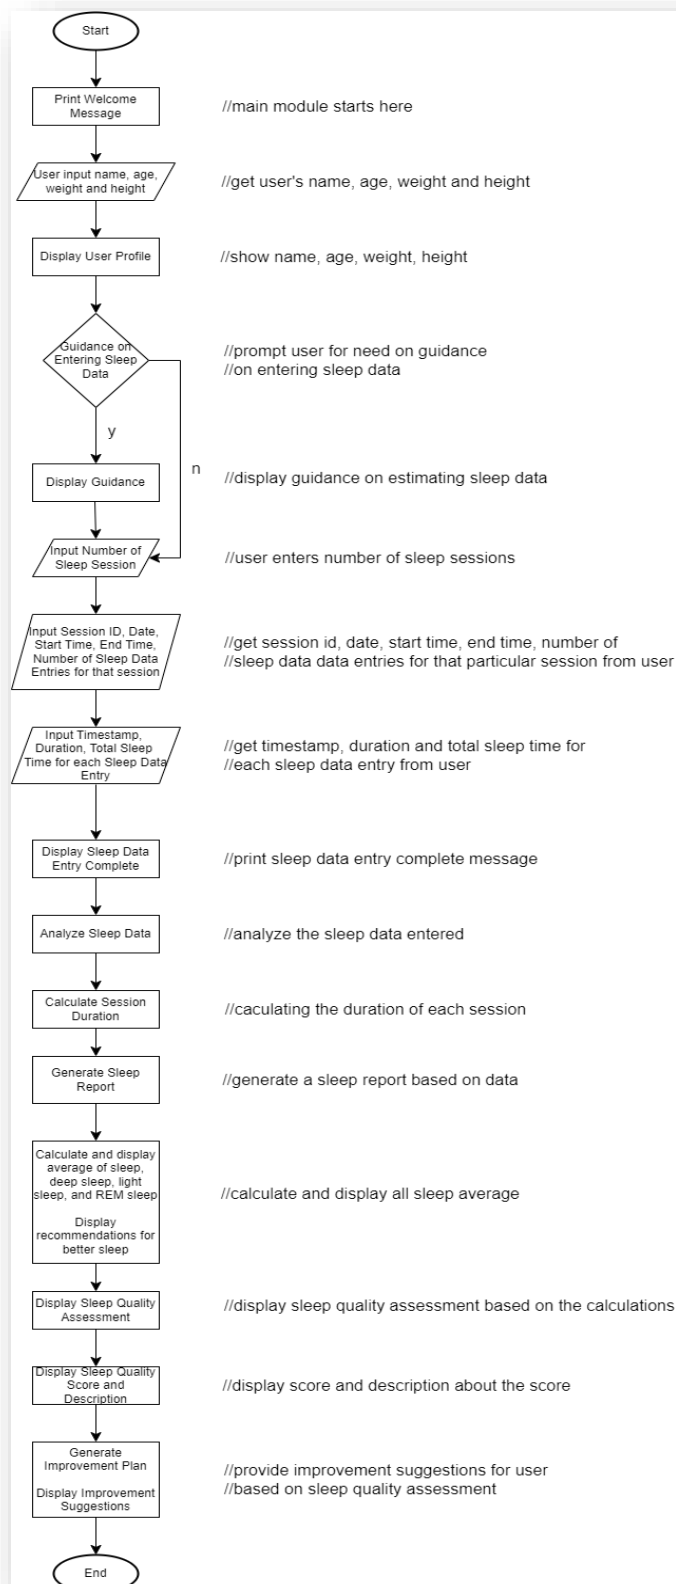 Start
Print Welcome
Message
//main module starts here
User input name, age,
weight and height
//get user's name, age, weight and height
Display User Profile
//show name, age, weight, height
Guidance on
Entering Sleep
Data
//prompt user for need on guidance
//on entering sleep data
y
n
Display Guidance
//display guidance on estimating sleep data
Input Number of
Sleep Session
//user enters number of sleep sessions
Input Session ID, Date,
Start Time, End Time,
Number of Sleep Data
Entries for that session
//get session id, date, start time, end time, number of
//sleep data data entries for that particular session from user
Input Timestamp,
Duration, Total Sleep
Time for each Sleep Data
Entry
//get timestamp, duration and total sleep time for
//each sleep data entry from user
Display Sleep Data
Entry Complete
//print sleep data entry complete message
Analyze Sleep Data
//analyze the sleep data entered
Calculate Session
Duration
//caculating the duration of each session
Generate Sleep
Report
//generate a sleep report based on data
Calculate and display
average of sleep,
deep sleep, light
sleep, and REM sleep
Display
recommendations for
better sleep
//calculate and display all sleep average
Display Sleep Quality
Assessment
//display sleep quality assessment based on the calculations
Display Sleep Quality
Score and
Description
//display score and description about the score
Generate
Improvement Plan
Display Improvement
Suggestions
//provide improvement suggestions for user
//based on sleep quality assessment
End